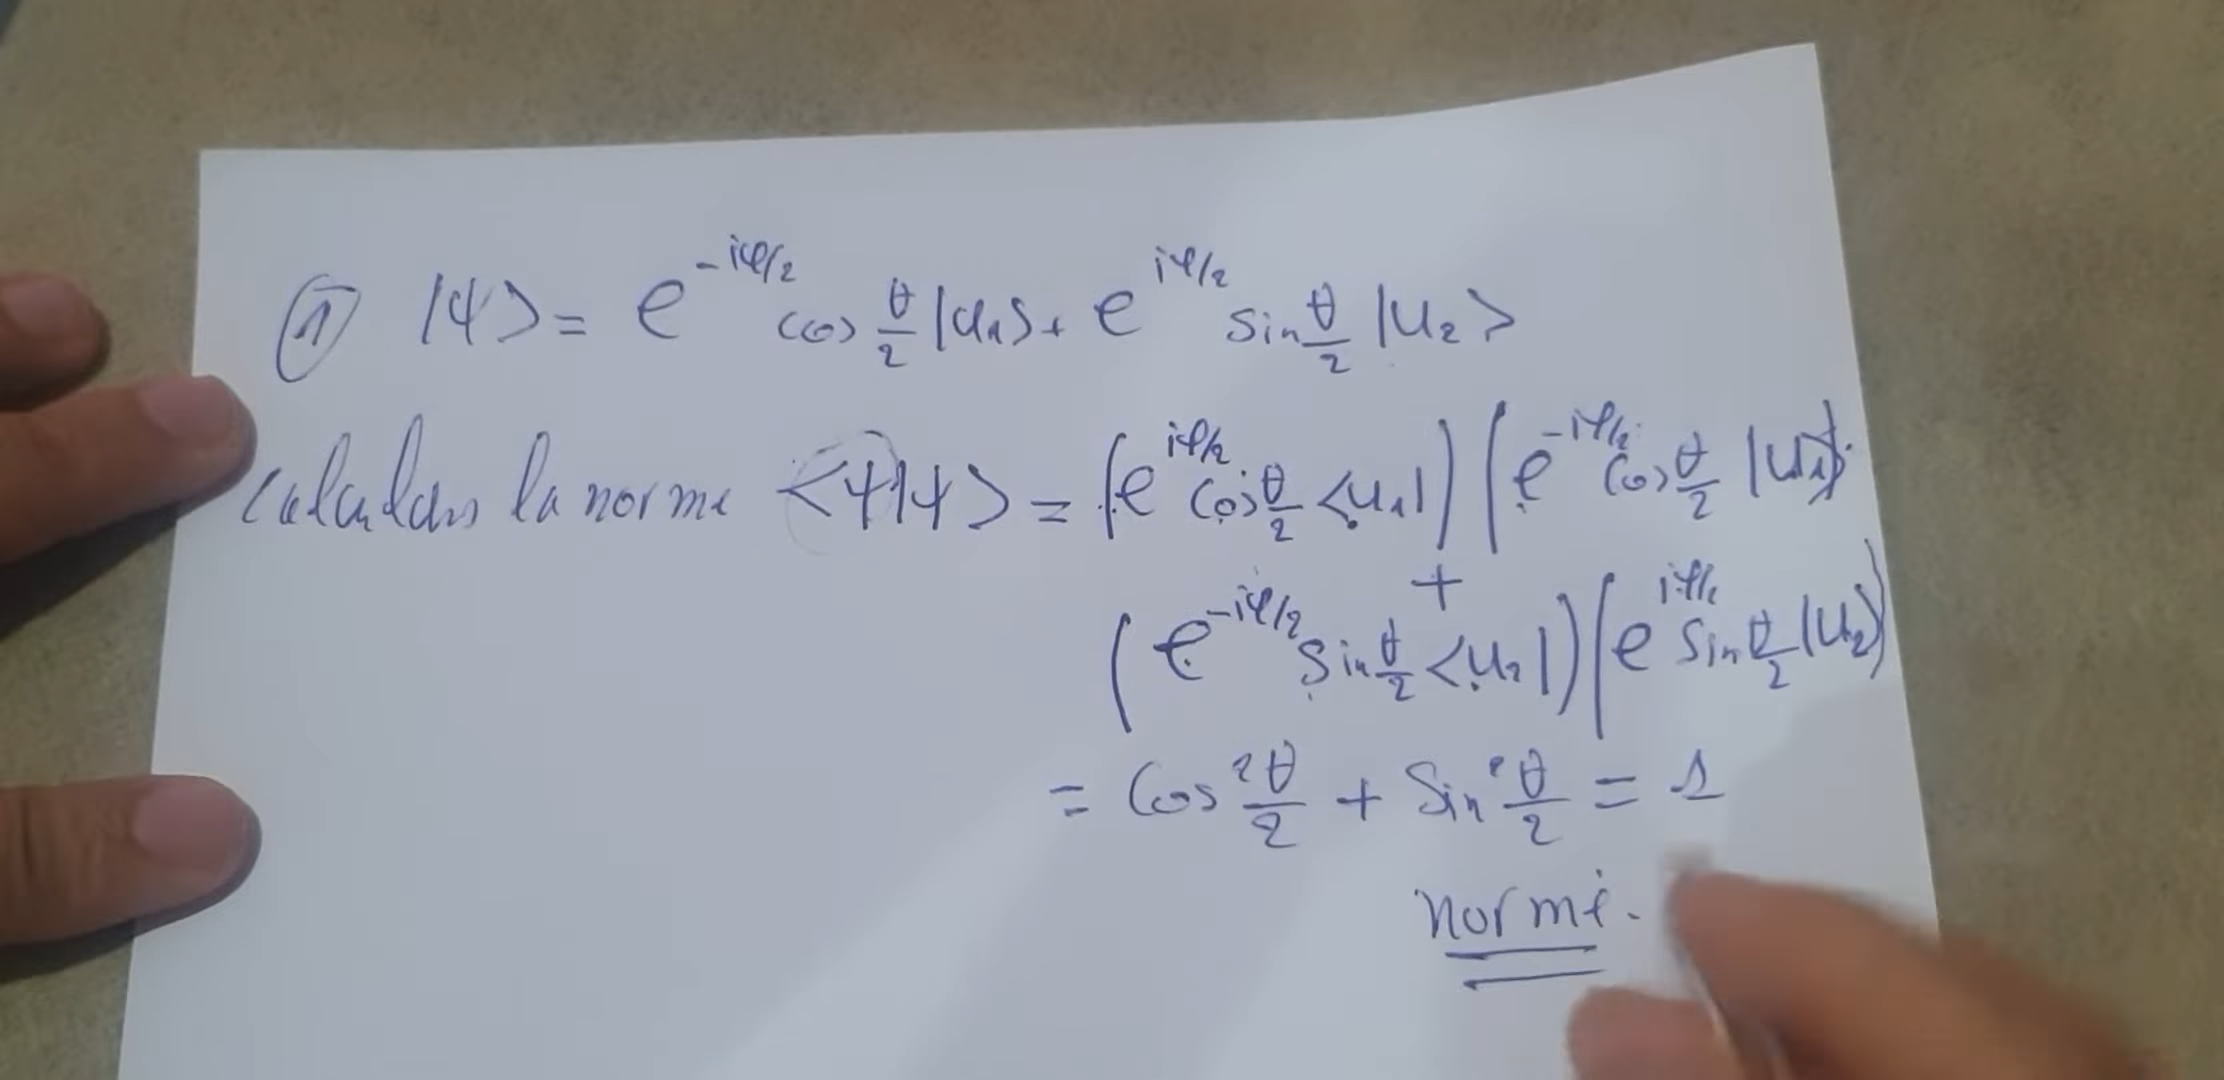 ① |ψ> = e^{-iφ/2} cos θ/2 |u₁> + e^{iφ/2} sin θ/2 |u₂>
calculons la norme <ψ|ψ> = (e^{iφ/2} cos θ/2 <u₁|) (e^{-iφ/2} cos θ/2 |u₁>)
+
(e^{-iφ/2} sin θ/2 <u₂|) (e^{iφ/2} sin θ/2 |u₂>)
= Cos² θ/2 + Sin² θ/2 = 1
normé.